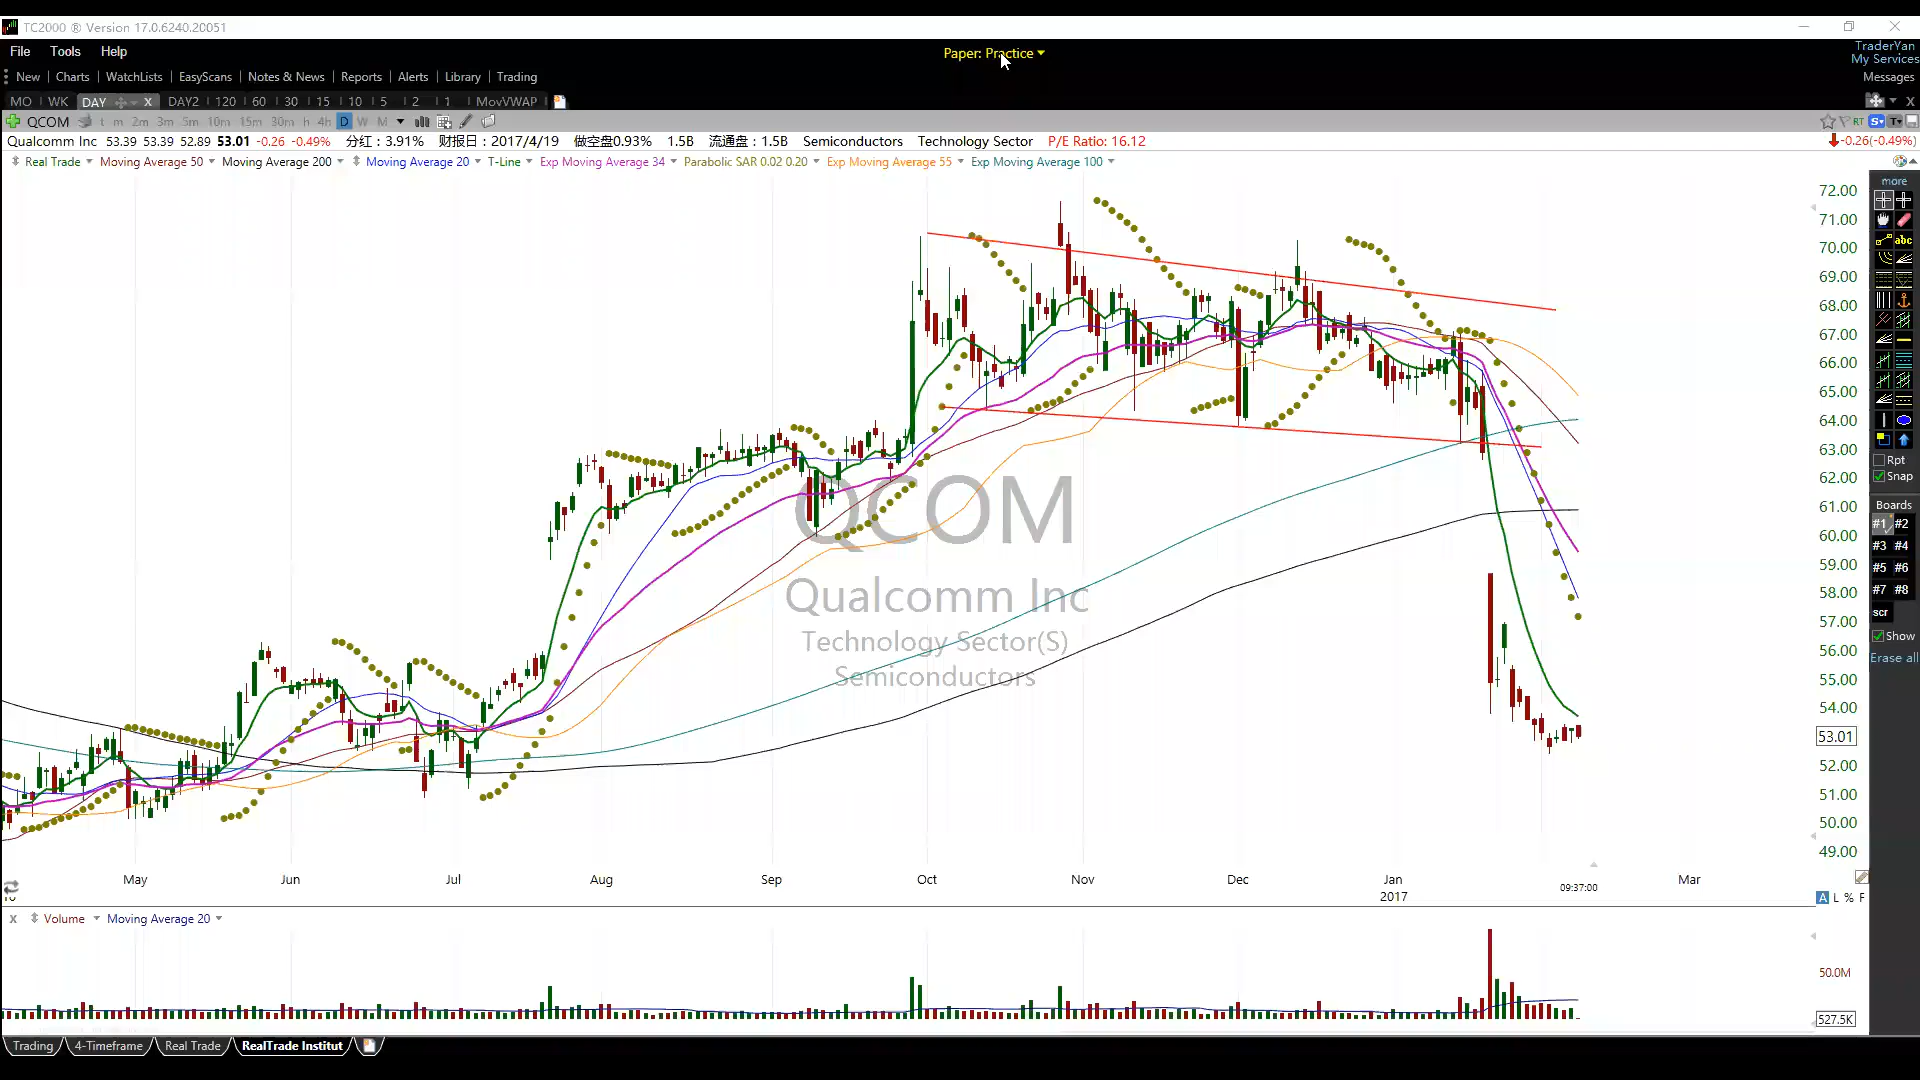 TC2000 ® Version 17.0.6240.20051
File Tools Help
Paper: Practice
TraderYan
My Services
New Charts WatchLists EasyScans Notes & News Reports Alerts Library Trading
Messages
MO WK DAY X DAY2 120 60 30 15 10 5 2 1 MovVWAP
X
QCOM t m 2m 3m 5m 10m 15m 30m h 4h D W M
RT S T
Qualcomm Inc 53.39 53.39 52.89 53.01 -0.26 -0.49% 分红：3.91% 财报日：2017/4/19 做空盘0.93% 1.5B 流通盘：1.5B Semiconductors Technology Sector P/E Ratio: 16.12
-0.26(-0.49%)
Real Trade Moving Average 50 Moving Average 200 Moving Average 20 T-Line Exp Moving Average 34 Parabolic SAR 0.02 0.20 Exp Moving Average 55 Exp Moving Average 100
more
abc
72.00
71.00
70.00
69.00
68.00
67.00
66.00
65.00
64.00
63.00
62.00
61.00
60.00
59.00
58.00
57.00
56.00
55.00
54.00
53.01
52.00
51.00
50.00
49.00
Rpt
Snap
Boards
#1 #2
#3 #4
#5 #6
#7 #8
scr
Show
Erase all
QCOM
Qualcomm Inc
Technology Sector(S)
Semiconductors
May Jun Jul Aug Sep Oct Nov Dec Jan Mar
2017
09:37:00
A L % F
X Volume Moving Average 20
50.0M
527.5K
Trading 4-Timeframe Real Trade RealTrade Institut